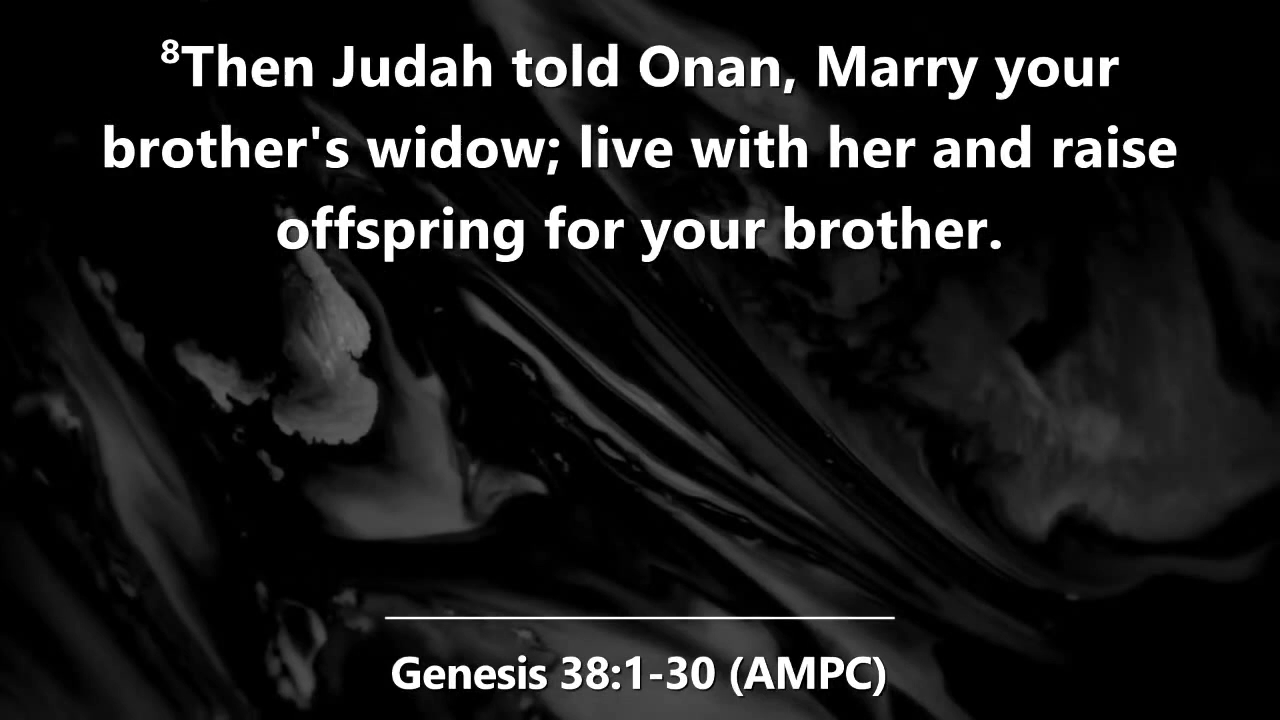 ⁸Then Judah told Onan, Marry your
brother's widow; live with her and raise
offspring for your brother.
Genesis 38:1-30 (AMPC)